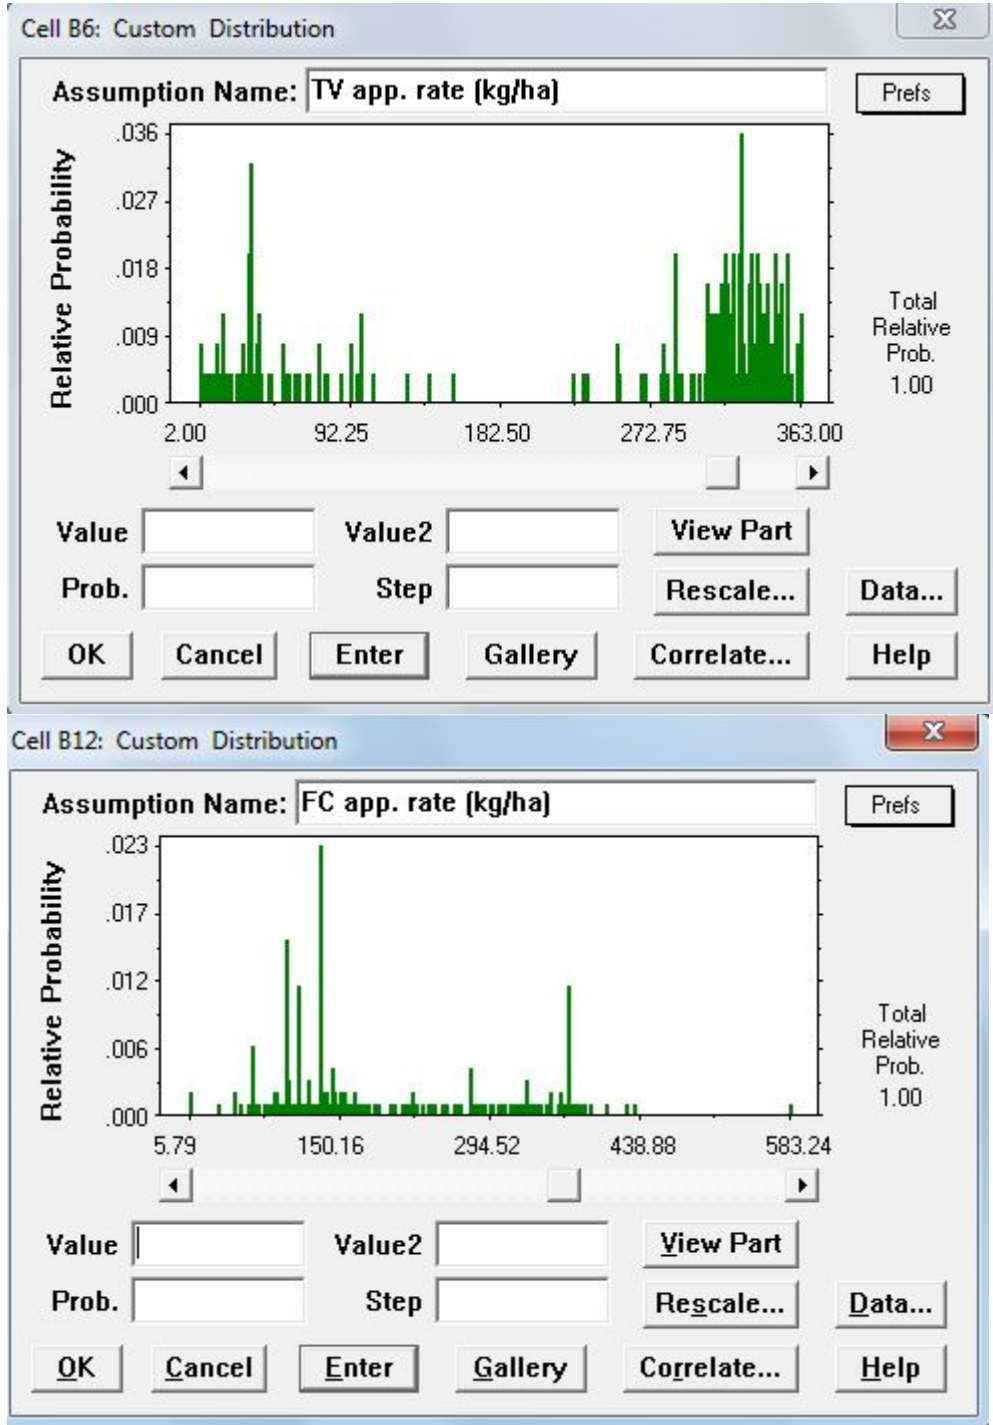 Cell B6: Custom Distribution
Assumption Name: TV app. rate (kg/ha)
Prefs
Relative Probability
.036
.027
.018
.009
.000
2.00 92.25 182.50 272.75 363.00
Total
Relative
Prob.
1.00
Value Value2 View Part
Prob. Step Rescale... Data...
OK Cancel Enter Gallery Correlate... Help
Cell B12: Custom Distribution
Assumption Name: FC app. rate (kg/ha)
Prefs
Relative Probability
.023
.017
.012
.006
.000
5.79 150.16 294.52 438.88 583.24
Total
Relative
Prob.
1.00
Value Value2 View Part
Prob. Step Rescale... Data...
OK Cancel Enter Gallery Correlate... Help